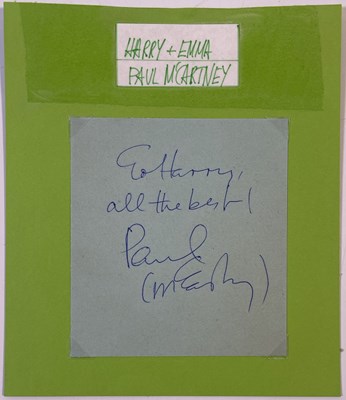 HARRY + EMMA
PAUL McCARTNEY
To Harry,
all the best!
Paul
(McCartney)